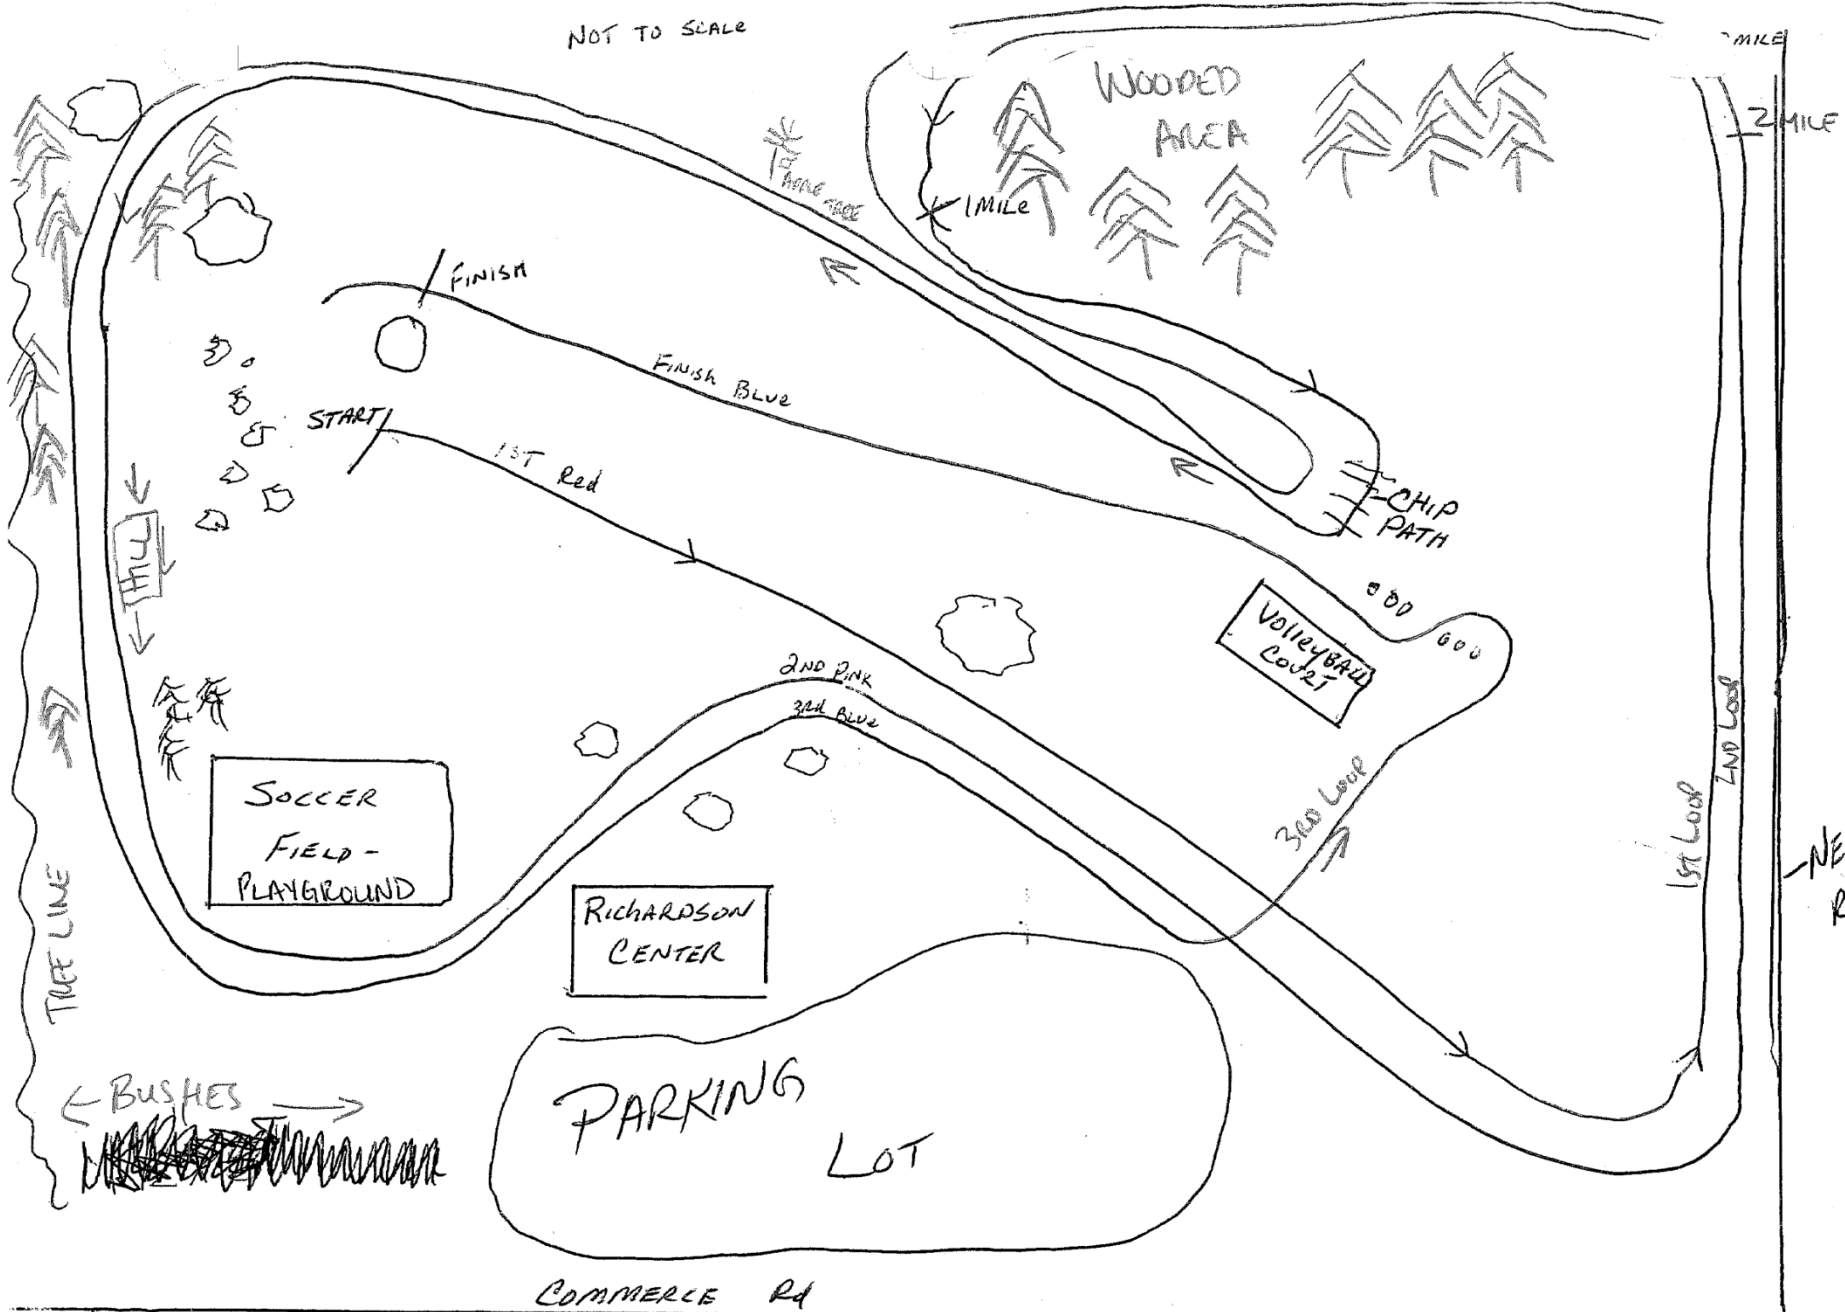 NOT TO SCALE
MILE
WOODED
AREA
2 MILE
APPLE
TREE
1 MILE
FINISH
FINISH BLUE
START
1ST Red
CHIP
PATH
HILL
VOLLEYBALL
COURT
2ND PINK
3Rd BLUE
2ND LOOP
SOCCER
FIELD -
PLAYGROUND
3RD LOOP
1ST LOOP
NE
R
RICHARDSON
CENTER
TREE LINE
BUSHES
PARKING
LOT
COMMERCE Rd